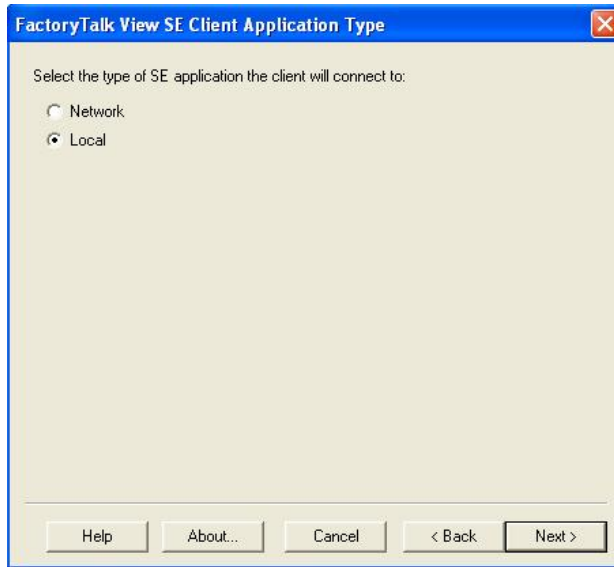 FactoryTalk View SE Client Application Type
Select the type of SE application the client will connect to:
Network
Local
Help About... Cancel < Back Next >